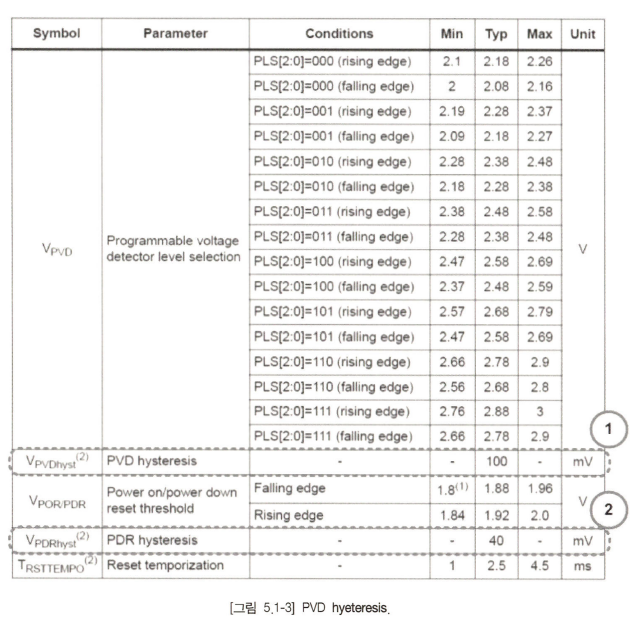 Symbol Parameter Conditions Min Typ Max Unit
PLS[2:0]=000 (rising edge) 2.1 2.18 2.26
PLS[2:0]=000 (falling edge) 2 2.08 2.16
PLS[2:0]=001 (rising edge) 2.19 2.28 2.37
PLS[2:0]=001 (falling edge) 2.09 2.18 2.27
PLS[2:0]=010 (rising edge) 2.28 2.38 2.48
PLS[2:0]=010 (falling edge) 2.18 2.28 2.38
PLS[2:0]=011 (rising edge) 2.38 2.48 2.58
VPVD Programmable voltage detector level selection PLS[2:0]=011 (falling edge) 2.28 2.38 2.48 V
PLS[2:0]=100 (rising edge) 2.47 2.58 2.69
PLS[2:0]=100 (falling edge) 2.37 2.48 2.59
PLS[2:0]=101 (rising edge) 2.57 2.68 2.79
PLS[2:0]=101 (falling edge) 2.47 2.58 2.69
PLS[2:0]=110 (rising edge) 2.66 2.78 2.9
PLS[2:0]=110 (falling edge) 2.56 2.68 2.8
PLS[2:0]=111 (rising edge) 2.76 2.88 3
PLS[2:0]=111 (falling edge) 2.66 2.78 2.9
1
VPVDhyst(2) PVD hysteresis - - 100 - mV
VPOR/PDR Power on/power down reset threshold Falling edge 1.8(1) 1.88 1.96 V
Rising edge 1.84 1.92 2.0
2
VPDRhyst(2) PDR hysteresis - - 40 - mV
TRSTTEMPO(2) Reset temporization - 1 2.5 4.5 ms
[그림 5.1-3] PVD hyeteresis.